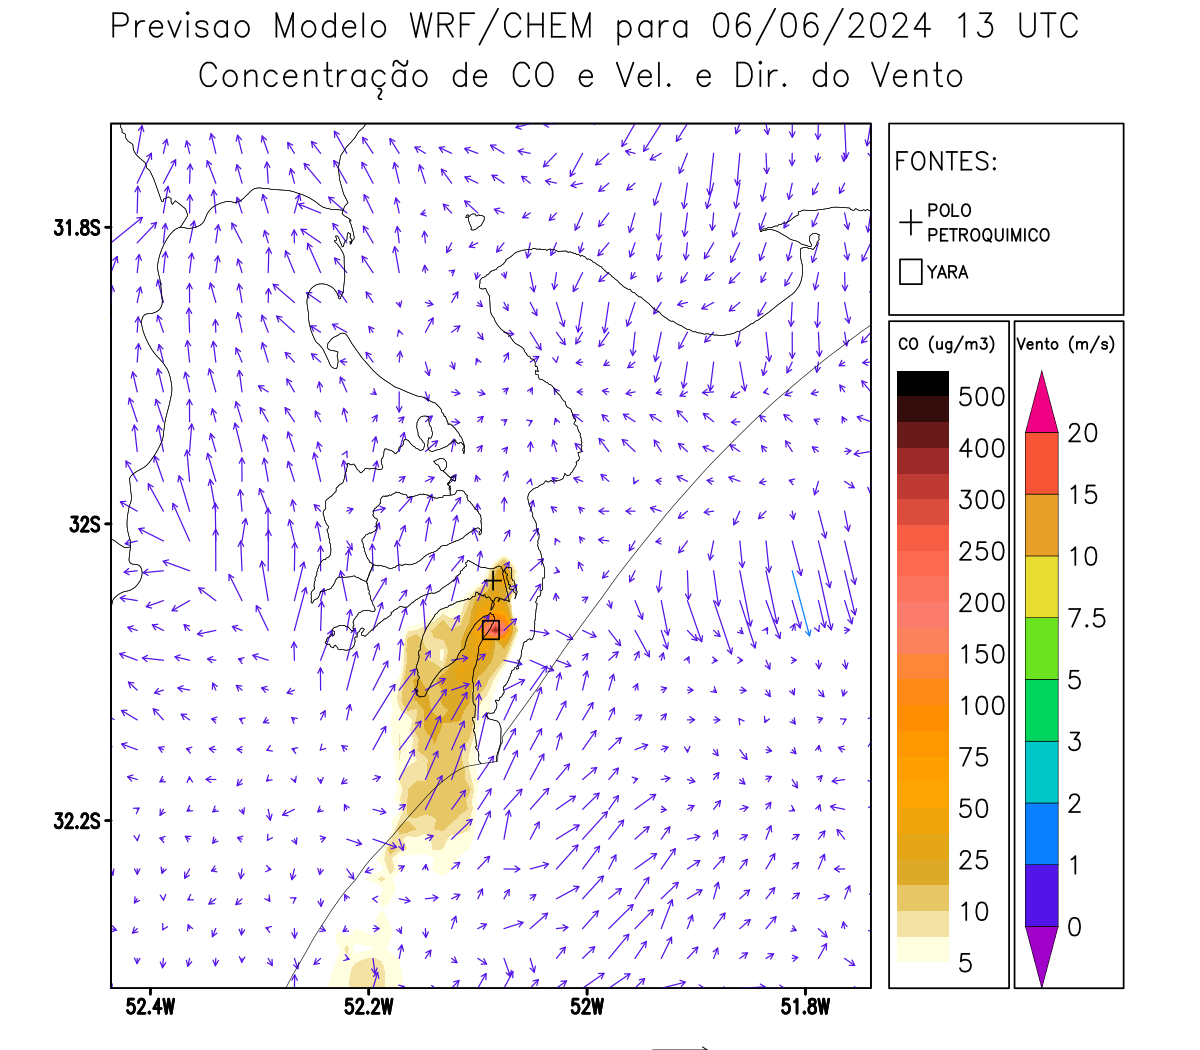 Previsao Modelo WRF/CHEM para 06/06/2024 13 UTC
Concentração de CO e Vel. e Dir. do Vento
FONTES:
POLO
PETROQUIMICO
YARA
CO (ug/m3)
500
400
300
250
200
150
100
75
50
25
10
5
Vento (m/s)
20
15
10
7.5
5
3
2
1
0
31.8S
32S
32.2S
52.4W
52.2W
52W
51.8W